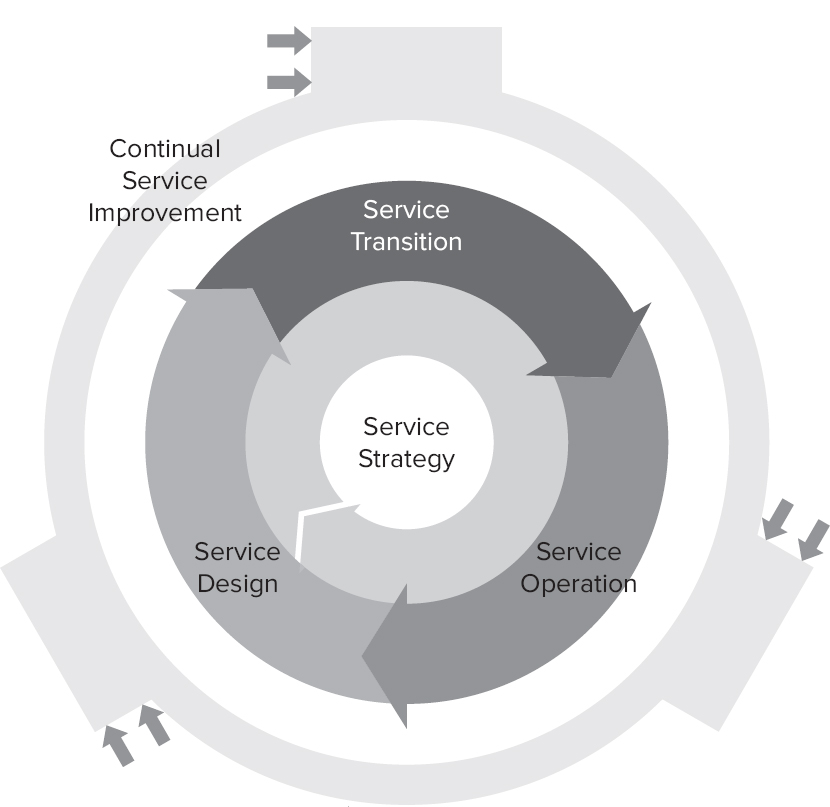 Continual
Service
Improvement
Service
Transition
Service
Strategy
Service
Design
Service
Operation